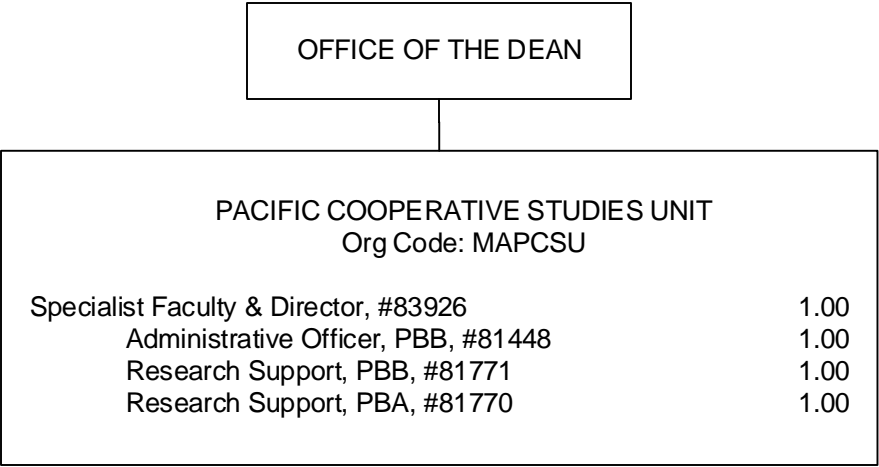 OFFICE OF THE DEAN
PACIFIC COOPERATIVE STUDIES UNIT
Org Code: MAPCSU
Specialist Faculty & Director, #83926 1.00
Administrative Officer, PBB, #81448 1.00
Research Support, PBB, #81771 1.00
Research Support, PBA, #81770 1.00